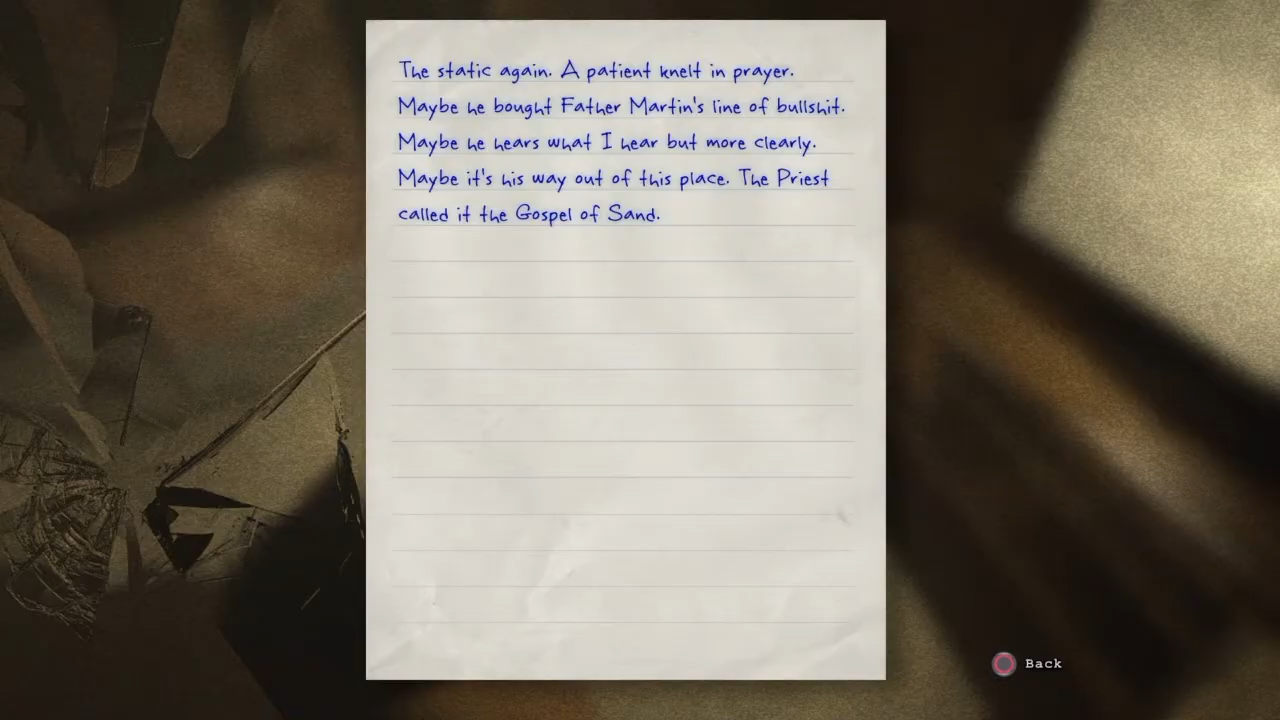 The static again. A patient knelt in prayer.
Maybe he bought Father Martin's line of bullshit.
Maybe he hears what I hear but more clearly.
Maybe it's his way out of this place. The Priest
called it the Gospel of Sand.
Back